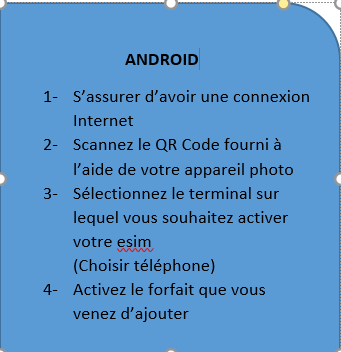 ANDROID
1- S’assurer d’avoir une connexion
Internet
2- Scannez le QR Code fourni à
l’aide de votre appareil photo
3- Sélectionnez le terminal sur
lequel vous souhaitez activer
votre esim
(Choisir téléphone)
4- Activez le forfait que vous
venez d’ajouter